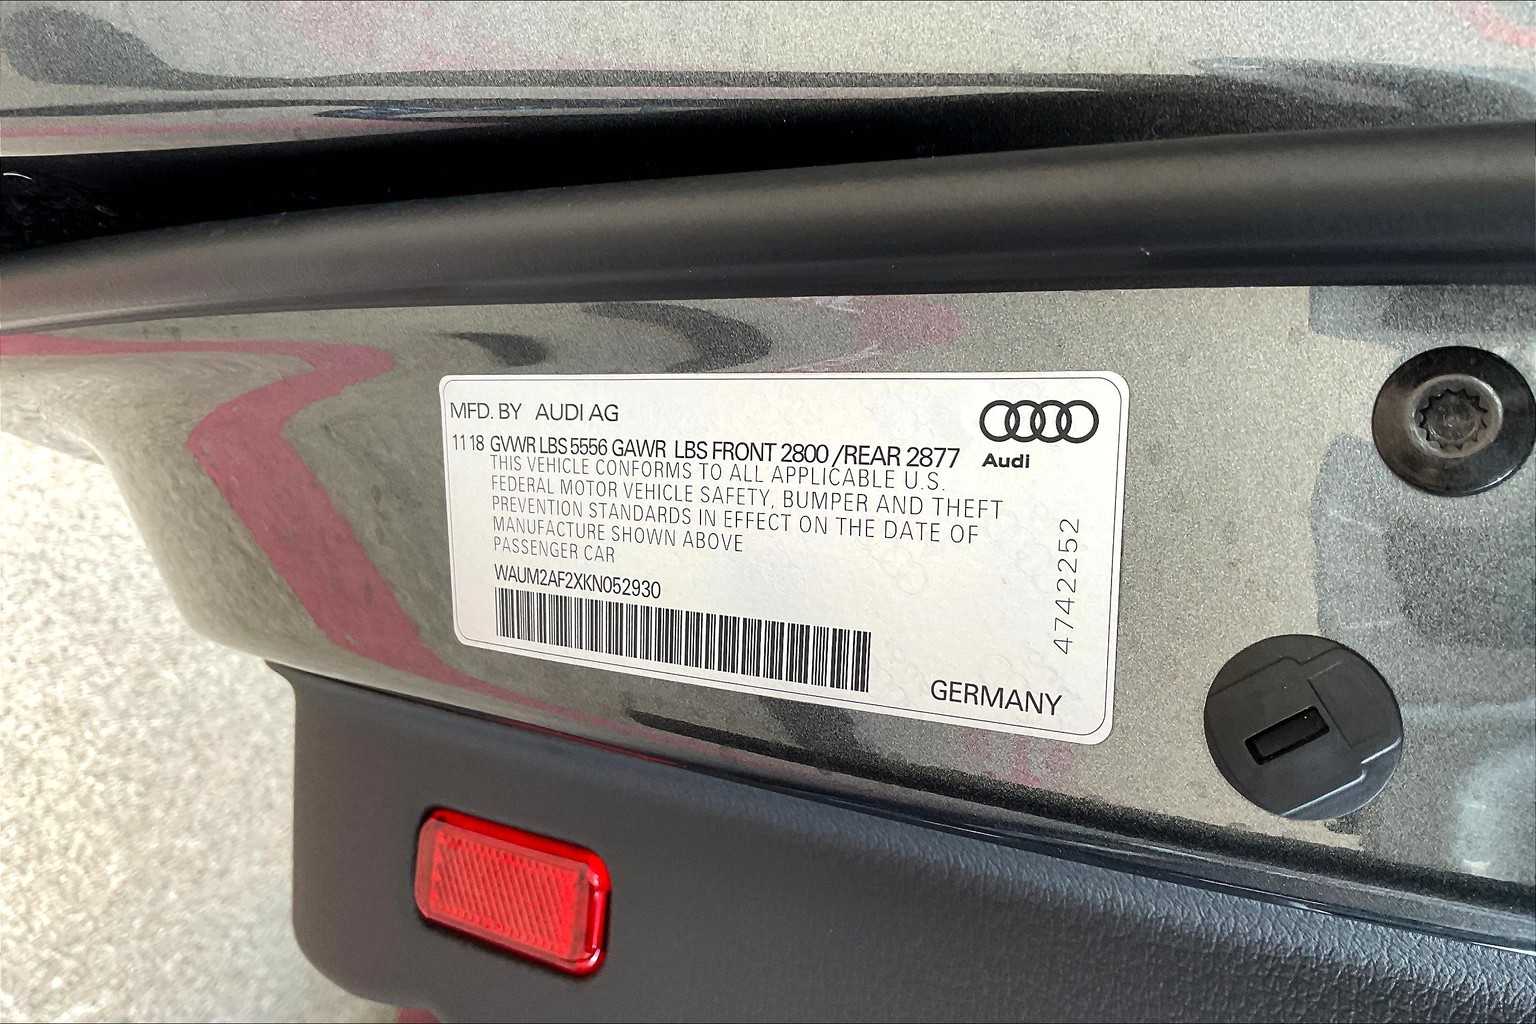 MFD. BY AUDI AG
11 18 GVWR LBS 5556 GAWR LBS FRONT 2800 /REAR 2877
THIS VEHICLE CONFORMS TO ALL APPLICABLE U.S.
FEDERAL MOTOR VEHICLE SAFETY, BUMPER AND THEFT
PREVENTION STANDARDS IN EFFECT ON THE DATE OF
MANUFACTURE SHOWN ABOVE
PASSENGER CAR
WAUM2AF2XKN052930
Audi
4742252
GERMANY